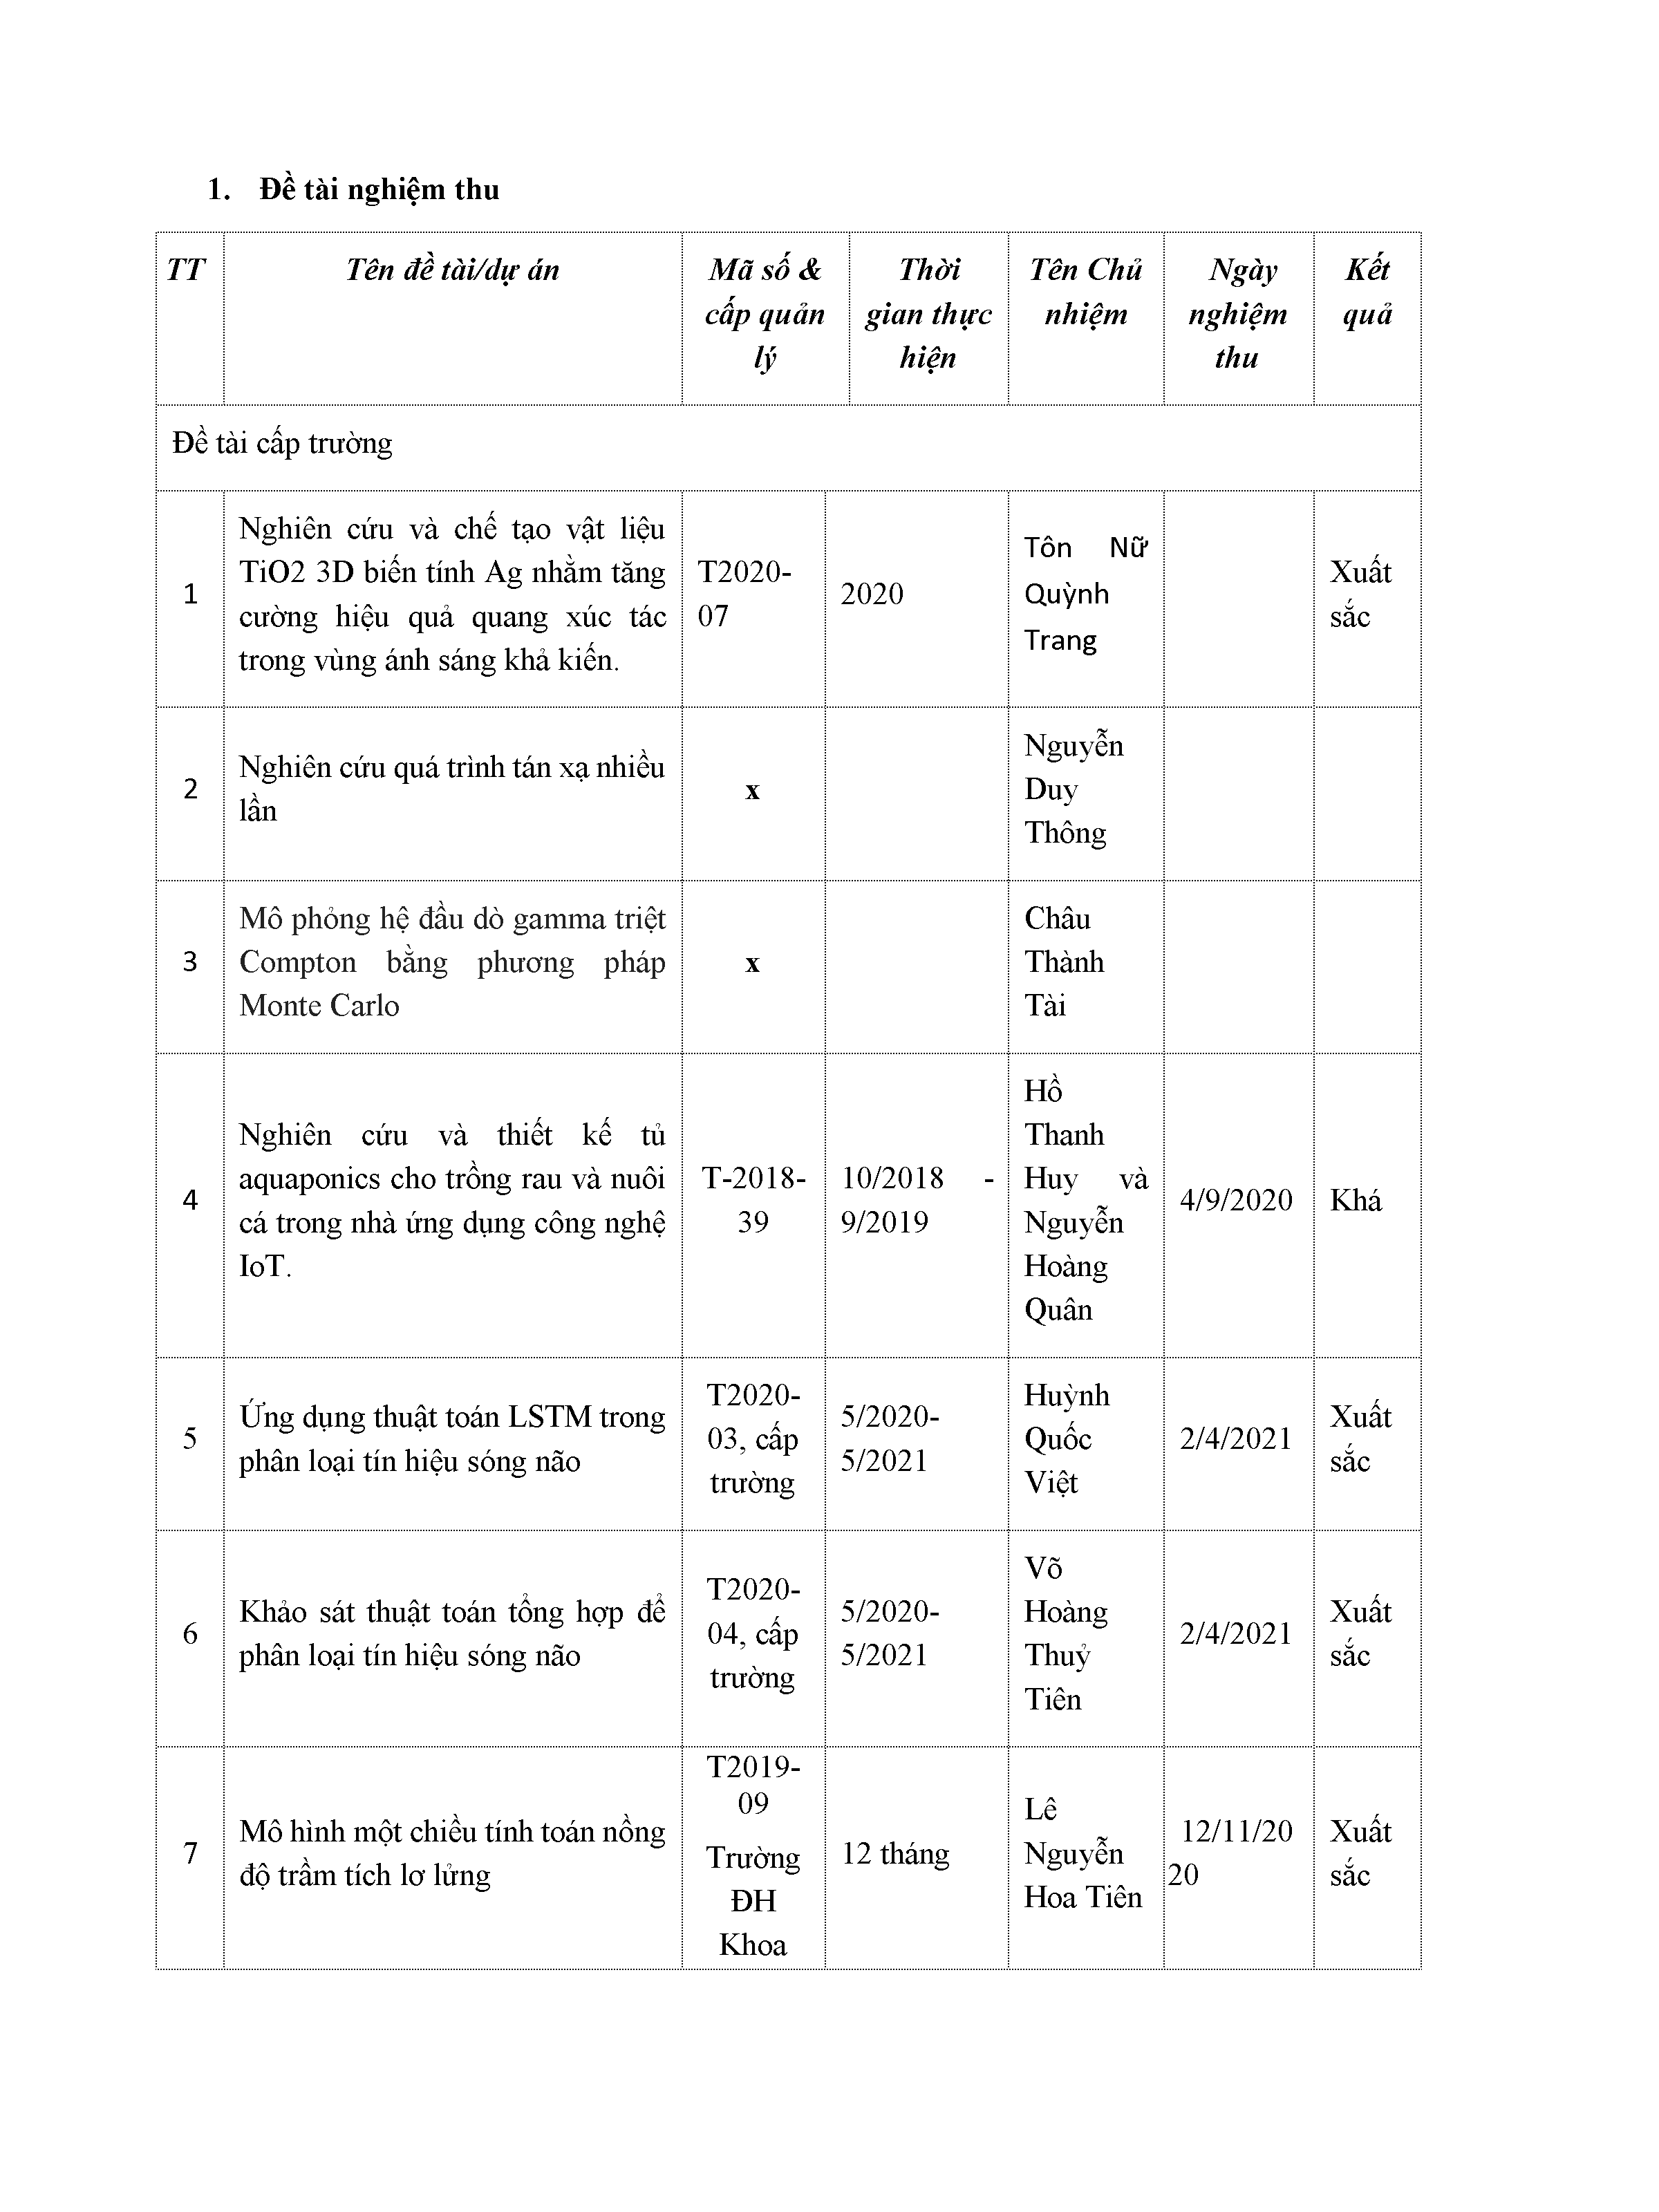 1. Đề tài nghiệm thu
TT
Tên đề tài/dự án
Mã số &
cấp quản
lý
Thời
gian thực
hiện
Tên Chủ
nhiệm
Ngày
nghiệm
thu
Kết
quả
Đề tài cấp trường
1
Nghiên cứu và chế tạo vật liệu
TiO2 3D biến tính Ag nhằm tăng
cường hiệu quả quang xúc tác
trong vùng ánh sáng khả kiến.
T2020-
07
2020
Tôn Nữ
Quỳnh
Trang
Xuất
sắc
2
Nghiên cứu quá trình tán xạ nhiều
lần
x
Nguyễn
Duy
Thông
3
Mô phỏng hệ đầu dò gamma triệt
Compton bằng phương pháp
Monte Carlo
x
Châu
Thành
Tài
4
Nghiên cứu và thiết kế tủ
aquaponics cho trồng rau và nuôi
cá trong nhà ứng dụng công nghệ
IoT.
T-2018-
39
10/2018 -
9/2019
Hồ
Thanh
Huy và
Nguyễn
Hoàng
Quân
4/9/2020
Khá
5
Ứng dụng thuật toán LSTM trong
phân loại tín hiệu sóng não
T2020-
03, cấp
trường
5/2020-
5/2021
Huỳnh
Quốc
Việt
2/4/2021
Xuất
sắc
6
Khảo sát thuật toán tổng hợp để
phân loại tín hiệu sóng não
T2020-
04, cấp
trường
5/2020-
5/2021
Võ
Hoàng
Thuỷ
Tiên
2/4/2021
Xuất
sắc
7
Mô hình một chiều tính toán nồng
độ trầm tích lơ lửng
T2019-
09
Trường
ĐH
Khoa
12 tháng
Lê
Nguyễn
Hoa Tiên
12/11/20
20
Xuất
sắc